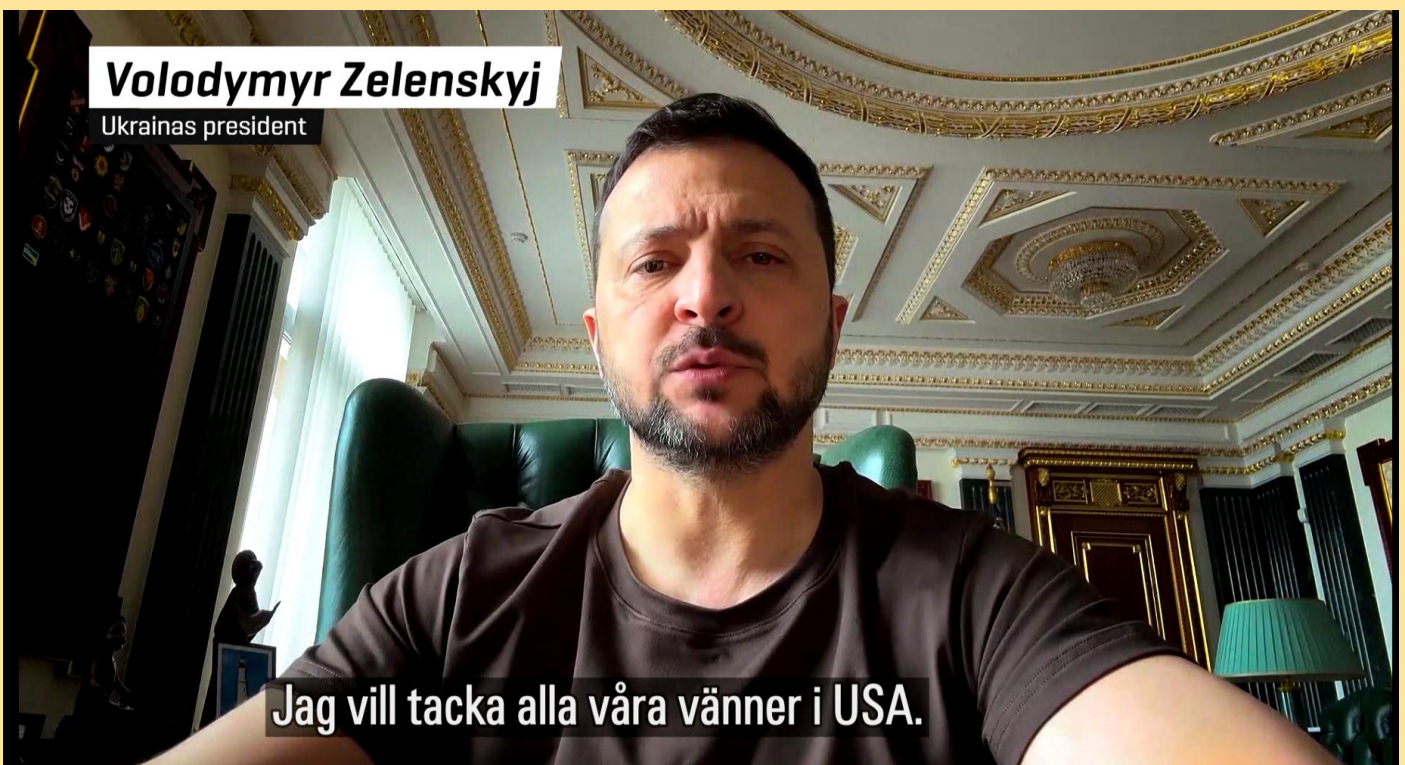 Volodymyr Zelenskyj
Ukrainas president
Jag vill tacka alla våra vänner i USA.